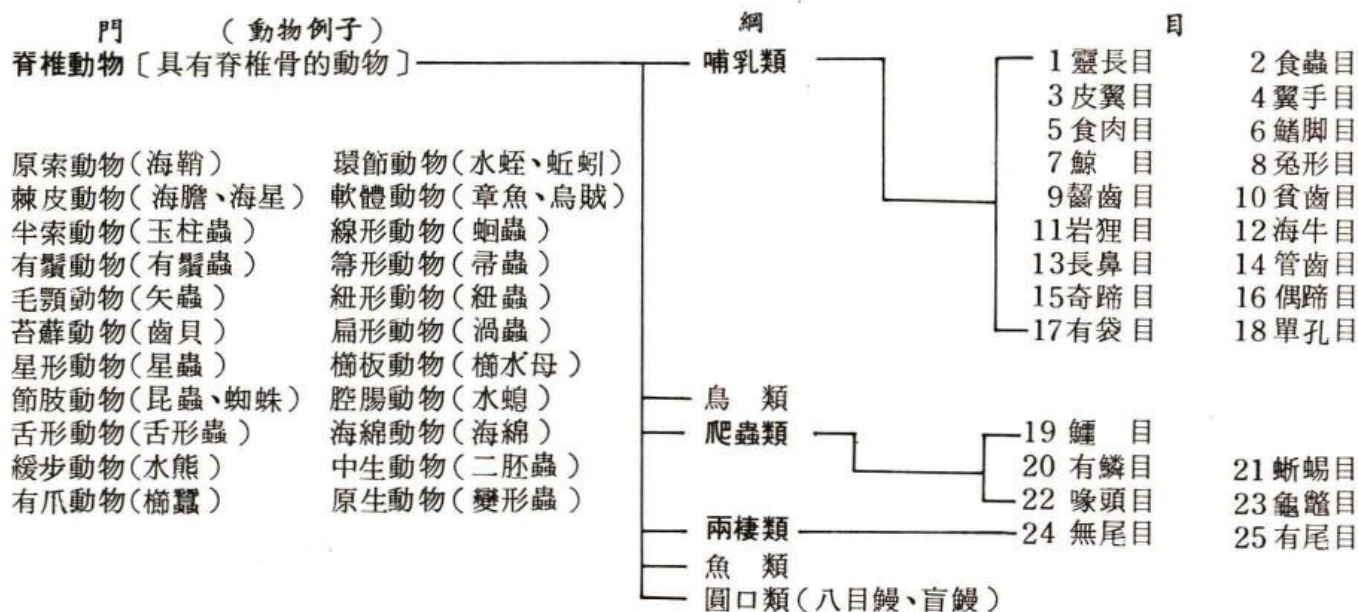 門 （動物例子） 綱 目
脊椎動物〔具有脊椎骨的動物〕 哺乳類 1 靈長目 2 食蟲目
3 皮翼目 4 翼手目
5 食肉目 6 鰭脚目
原索動物（海鞘） 環節動物（水蛭、蚯蚓） 7 鯨 目 8 兎形目
棘皮動物（海膽、海星） 軟體動物（章魚、烏賊） 9 齧齒目 10 貧齒目
半索動物（玉柱蟲） 線形動物（蛔蟲） 11 岩狸目 12 海牛目
有鬚動物（有鬚蟲） 箒形動物（帚蟲） 13 長鼻目 14 管齒目
毛顎動物（矢蟲） 紐形動物（紐蟲） 15 奇蹄目 16 偶蹄目
苔蘚動物（齒貝） 扁形動物（渦蟲） 17 有袋目 18 單孔目
星形動物（星蟲） 櫛板動物（櫛水母）
節肢動物（昆蟲、蜘蛛） 腔腸動物（水螅） 鳥 類
舌形動物（舌形蟲） 海綿動物（海綿） 爬蟲類 19 鱷 目
緩步動物（水熊） 中生動物（二胚蟲） 20 有鱗目 21 蜥蜴目
有爪動物（櫛蠶） 原生動物（變形蟲） 22 喙頭目 23 龜鼈目
兩棲類 24 無尾目 25 有尾目
魚 類
圓口類（八目鰻、盲鰻）